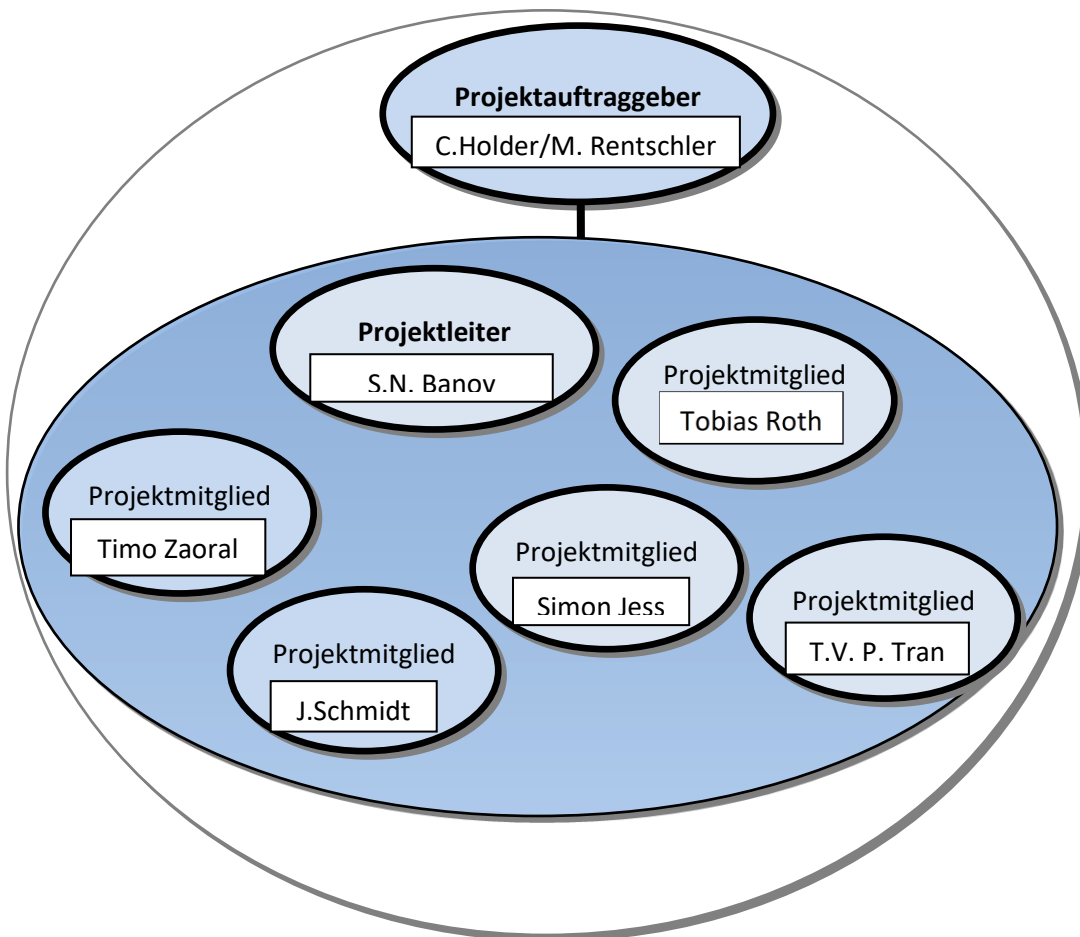 Projektauftraggeber
C.Holder/M. Rentschler
Projektleiter
S.N. Banov
Projektmitglied
Tobias Roth
Projektmitglied
Timo Zaoral
Projektmitglied
Simon Jess
Projektmitglied
T.V. P. Tran
Projektmitglied
J.Schmidt